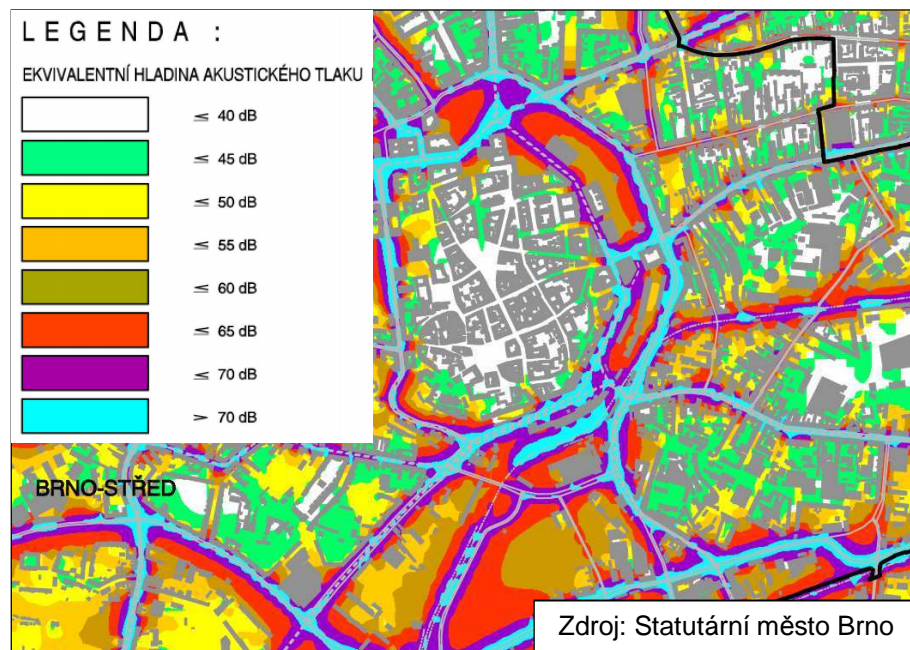 LEGENDA :
EKVIVALENTNÍ HLADINA AKUSTICKÉHO TLAKU
≤ 40 dB
≤ 45 dB
≤ 50 dB
≤ 55 dB
≤ 60 dB
≤ 65 dB
≤ 70 dB
> 70 dB
BRNO-STŘED
Zdroj: Statutární město Brno